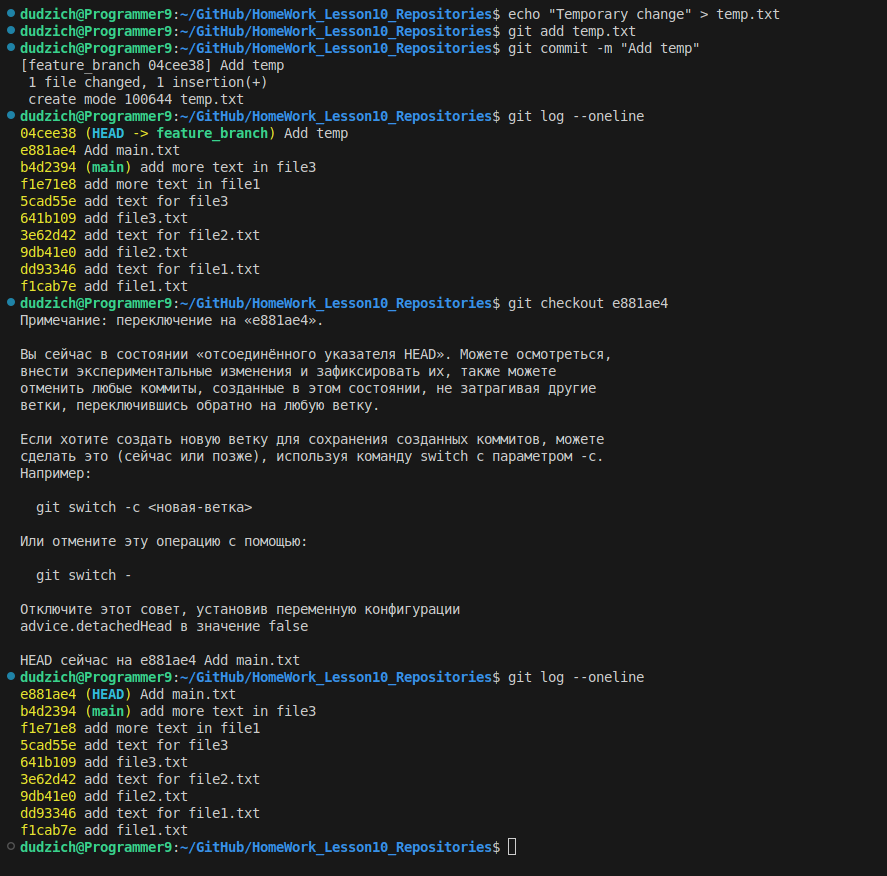 dudzich@Programmer9:~/GitHub/HomeWork_Lesson10_Repositories$ echo "Temporary change" > temp.txt
dudzich@Programmer9:~/GitHub/HomeWork_Lesson10_Repositories$ git add temp.txt
dudzich@Programmer9:~/GitHub/HomeWork_Lesson10_Repositories$ git commit -m "Add temp"
[feature_branch 04cee38] Add temp
 1 file changed, 1 insertion(+)
 create mode 100644 temp.txt
dudzich@Programmer9:~/GitHub/HomeWork_Lesson10_Repositories$ git log --oneline
04cee38 (HEAD -> feature_branch) Add temp
e881ae4 Add main.txt
b4d2394 (main) add more text in file3
f1e71e8 add more text in file1
5cad55e add text for file3
641b109 add file3.txt
3e62d42 add text for file2.txt
9db41e0 add file2.txt
dd93346 add text for file1.txt
f1cab7e add file1.txt
dudzich@Programmer9:~/GitHub/HomeWork_Lesson10_Repositories$ git checkout e881ae4
Примечание: переключение на «e881ae4».

Вы сейчас в состоянии «отсоединённого указателя HEAD». Можете осмотреться,
внести экспериментальные изменения и зафиксировать их, также можете
отменить любые коммиты, созданные в этом состоянии, не затрагивая другие
ветки, переключившись обратно на любую ветку.

Если хотите создать новую ветку для сохранения созданных коммитов, можете
сделать это (сейчас или позже), используя команду switch с параметром -c.
Например:

  git switch -c <новая-ветка>

Или отмените эту операцию с помощью:

  git switch -

Отключите этот совет, установив переменную конфигурации
advice.detachedHead в значение false

HEAD сейчас на e881ae4 Add main.txt
dudzich@Programmer9:~/GitHub/HomeWork_Lesson10_Repositories$ git log --oneline
e881ae4 (HEAD) Add main.txt
b4d2394 (main) add more text in file3
f1e71e8 add more text in file1
5cad55e add text for file3
641b109 add file3.txt
3e62d42 add text for file2.txt
9db41e0 add file2.txt
dd93346 add text for file1.txt
f1cab7e add file1.txt
dudzich@Programmer9:~/GitHub/HomeWork_Lesson10_Repositories$